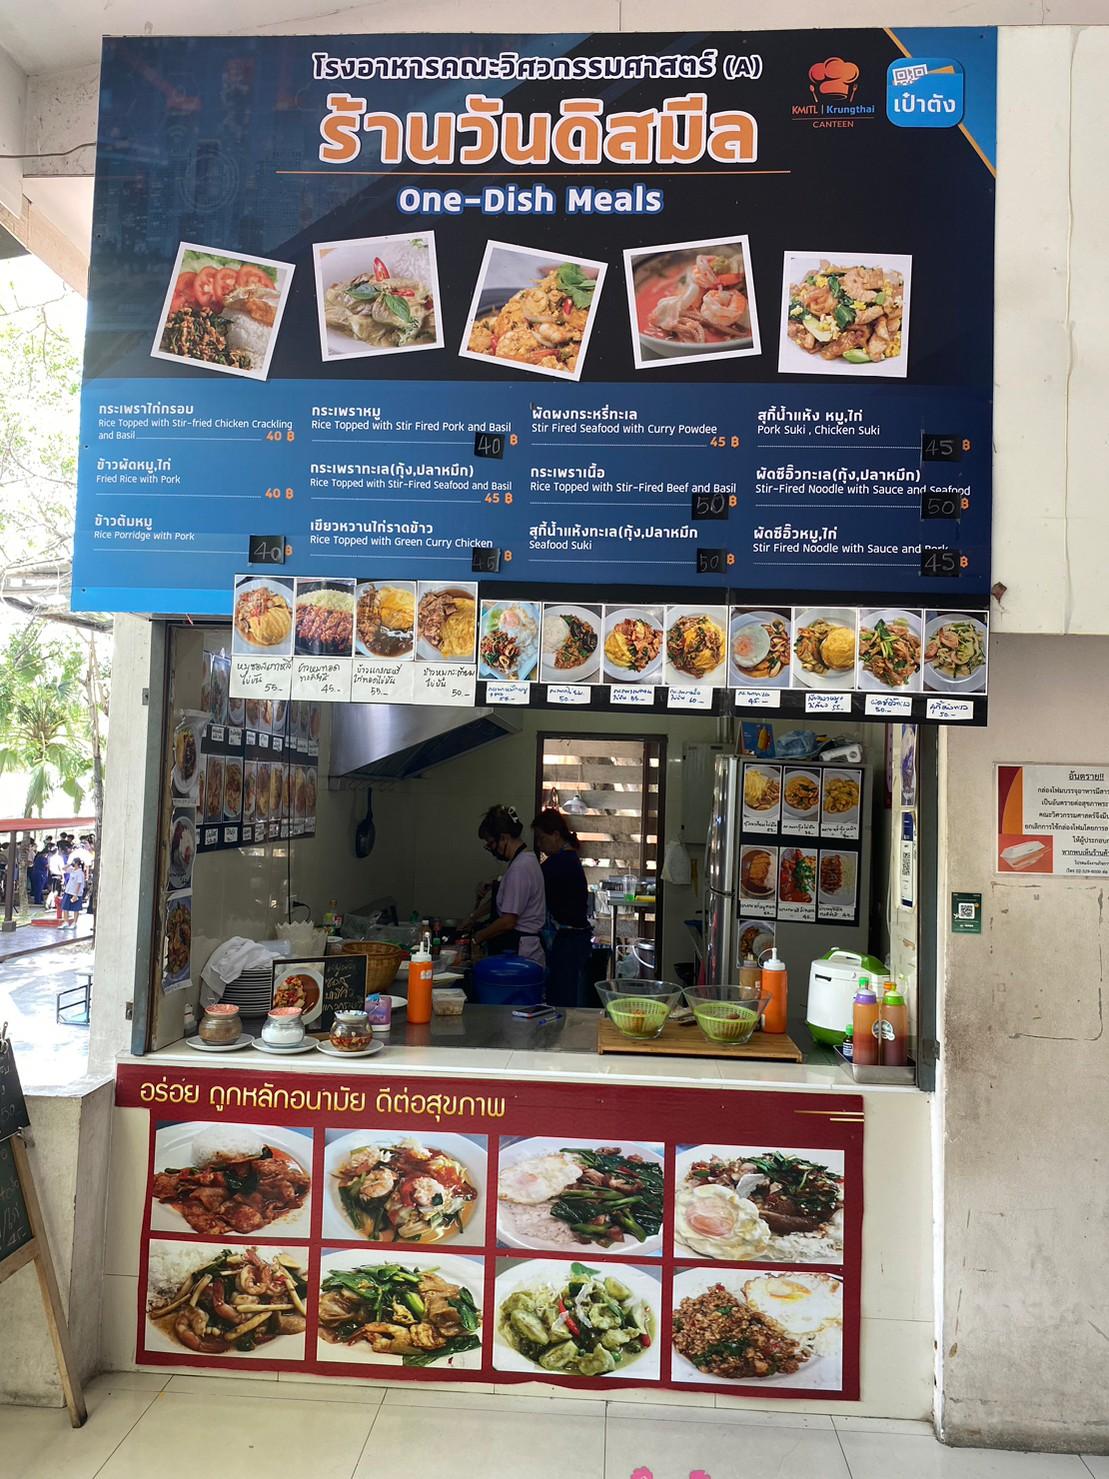 โรงอาหารคณะวิศวกรรมศาสตร์ (A)
ร้านวันดิสมีล
One-Dish Meals
KMITL | Krungthai
CANTEEN
เป๋าตัง
กระเพราไก่กรอบ
Rice Topped with Stir-fried Chicken Crackling
and Basil 40 ฿
ข้าวผัดหมู,ไก่
Fried Rice with Pork
40 ฿
ข้าวต้มหมู
Rice Porridge with Pork
40 ฿
กระเพราหมู
Rice Topped with Stir Fired Pork and Basil
40 ฿
กระเพราทะเล(กุ้ง,ปลาหมึก)
Rice Topped with Stir-Fired Seafood and Basil
45 ฿
เขียวหวานไก่ราดข้าว
Rice Topped with Green Curry Chicken
45 ฿
ผัดผงกระหรี่ทะเล
Stir Fired Seafood with Curry Powdee
45 ฿
กระเพราเนื้อ
Rice Topped with Stir-Fired Beef and Basil
50 ฿
สุกี้น้ำแห้งทะเล(กุ้ง,ปลาหมึก
Seafood Suki
50 ฿
สุกี้น้ำแห้ง หมู,ไก่
Pork Suki , Chicken Suki
45 ฿
ผัดซีอิ๊วทะเล(กุ้ง,ปลาหมึก)
Stir-Fired Noodle with Sauce and Seafood
50 ฿
ผัดซีอิ๊วหมู,ไก่
Stir Fired Noodle with Sauce and Pork
45 ฿
ไข่ข้น 55.-
45.-
55.-
ไข่ข้น 50.-
อันตราย!!
อร่อย ถูกหลักอนามัย ดีต่อสุขภาพ